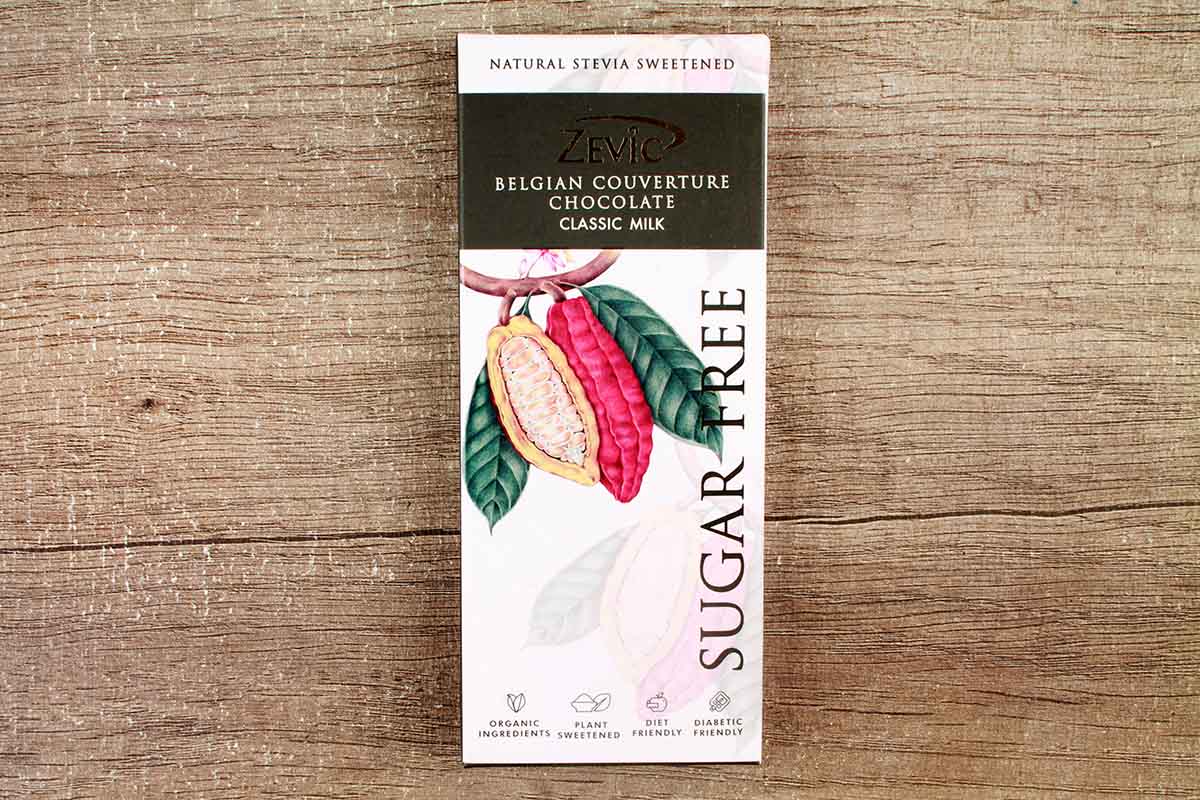 NATURAL STEVIA SWEETENED
ZEVIC
BELGIAN COUVERTURE
CHOCOLATE
CLASSIC MILK
SUGAR FREE
ORGANIC
INGREDIENTS
PLANT
SWEETENED
DIET
FRIENDLY
DIABETIC
FRIENDLY